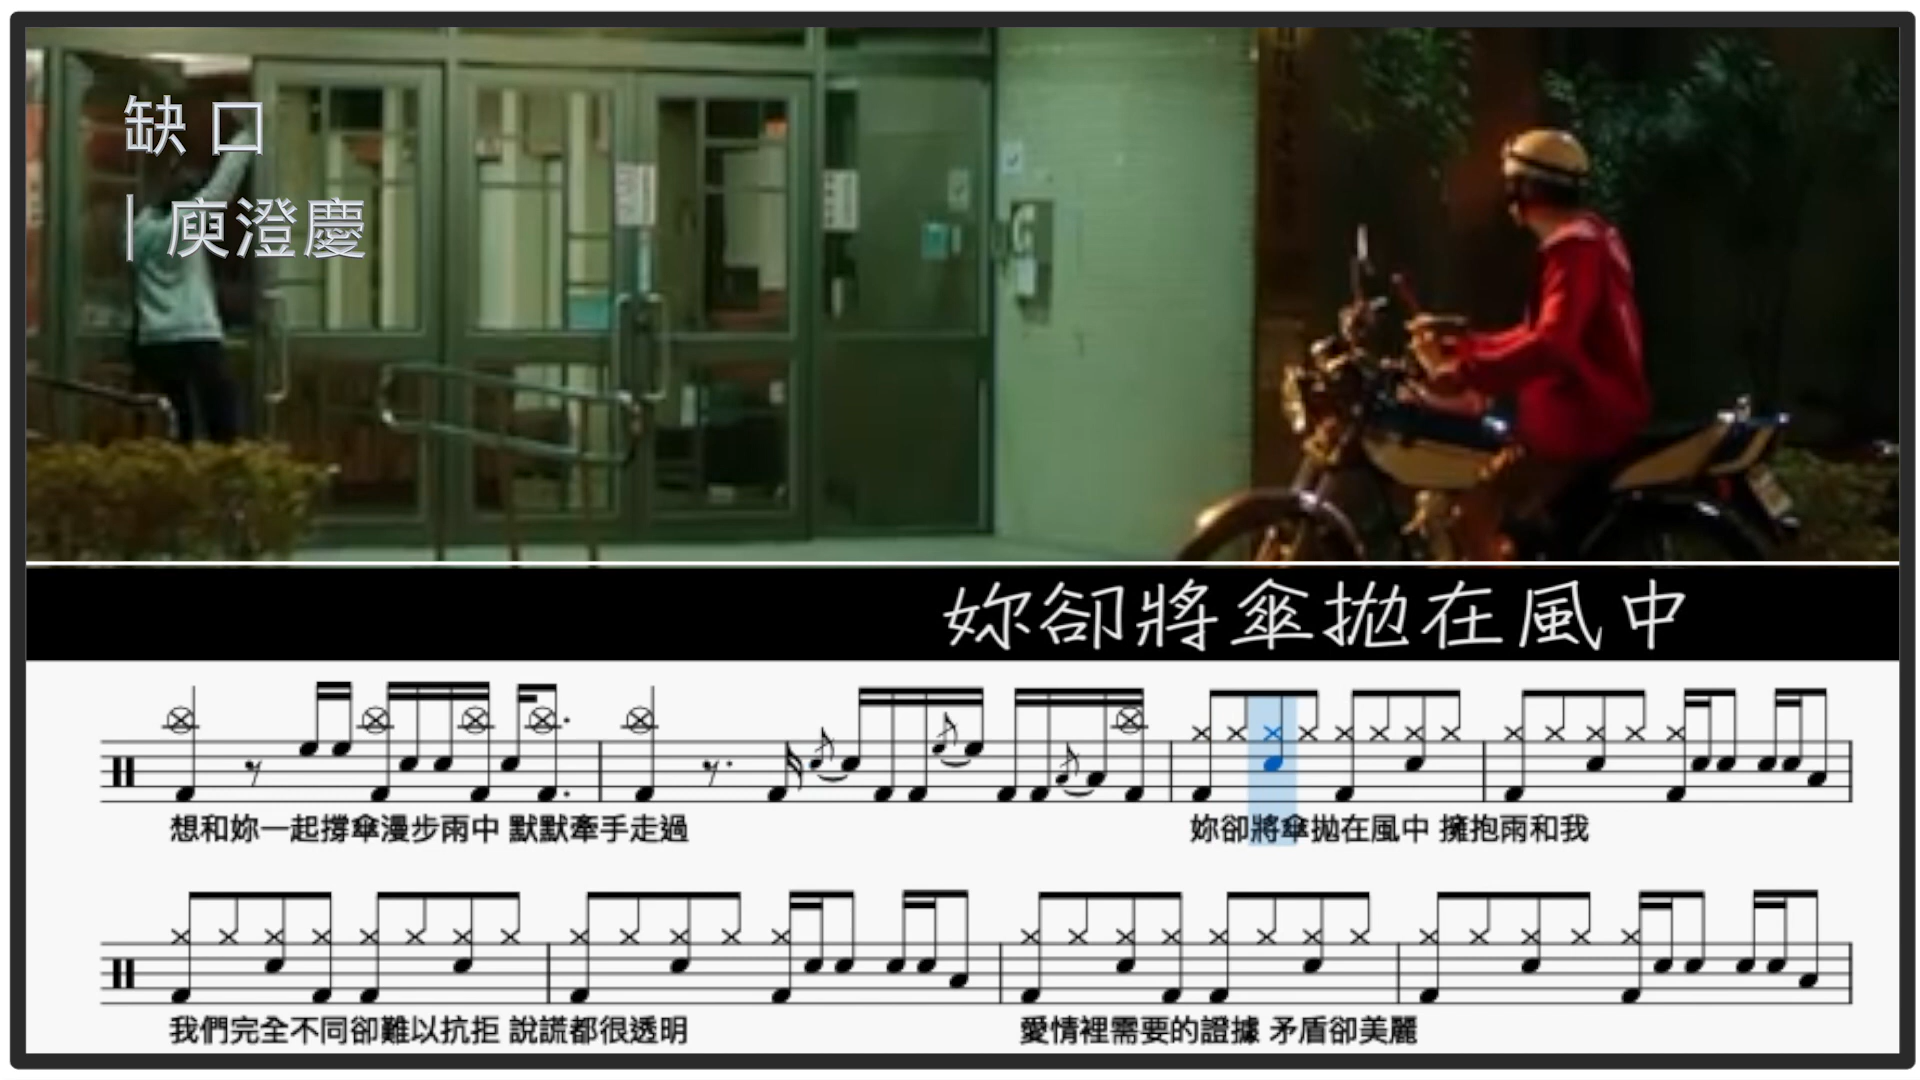 缺口
| 庾澄慶
妳卻將傘拋在風中
想和妳一起撐傘漫步雨中 默默牽手走過
妳卻將傘拋在風中 擁抱雨和我
我們完全不同卻難以抗拒 說謊都很透明
愛情裡需要的證據 矛盾卻美麗